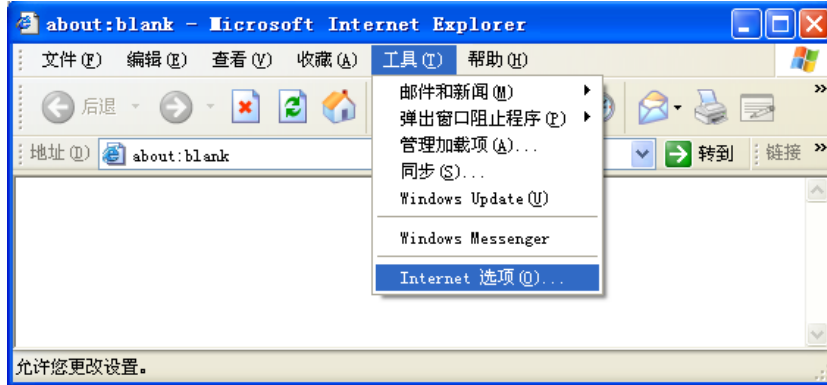 about:blank - Microsoft Internet Explorer
文件(F) 编辑(E) 查看(V) 收藏(A) 工具(T) 帮助(H)
后退
邮件和新闻(M)
弹出窗口阻止程序(P)
管理加载项(A)...
同步(S)...
Windows Update(U)
Windows Messenger
Internet 选项(O)...
地址(D) about:blank 转到 链接
允许您更改设置。